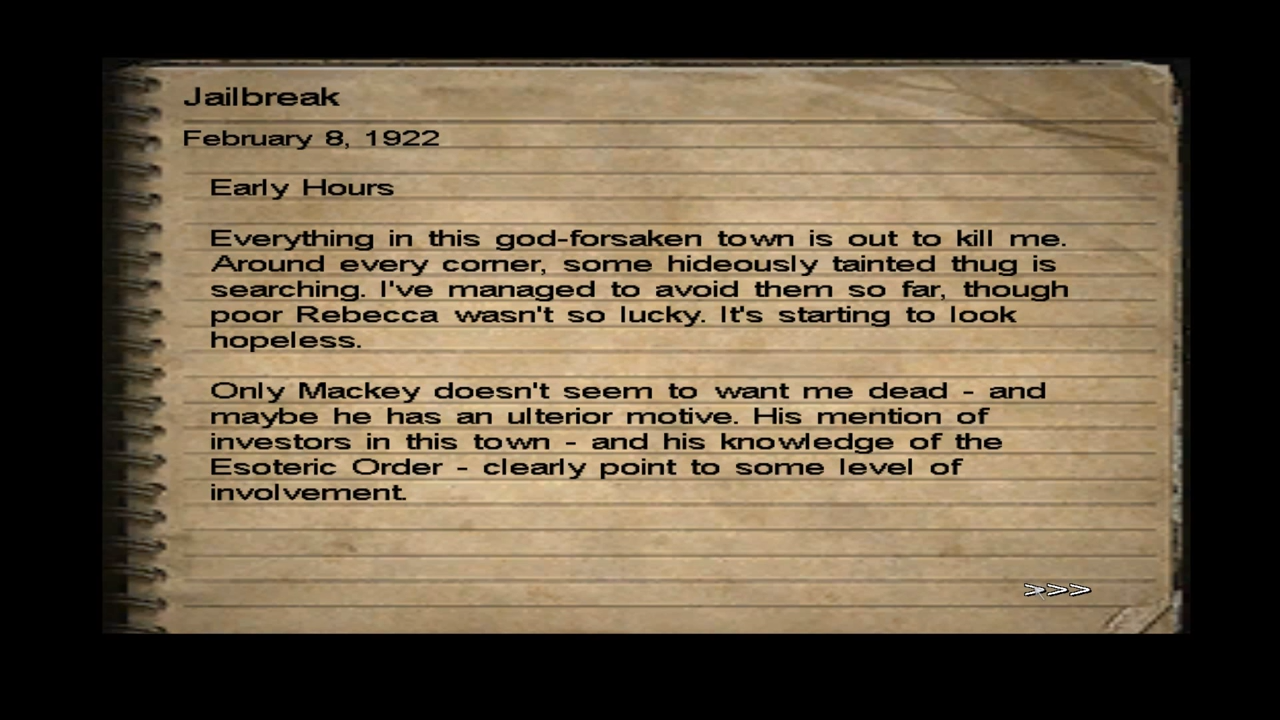 Jailbreak
February 8, 1922
Early Hours
Everything in this god-forsaken town is out to kill me.
Around every corner, some hideously tainted thug is
searching. I've managed to avoid them so far, though
poor Rebecca wasn't so lucky. It's starting to look
hopeless.
Only Mackey doesn't seem to want me dead - and
maybe he has an ulterior motive. His mention of
investors in this town - and his knowledge of the
Esoteric Order - clearly point to some level of
involvement.
>>>